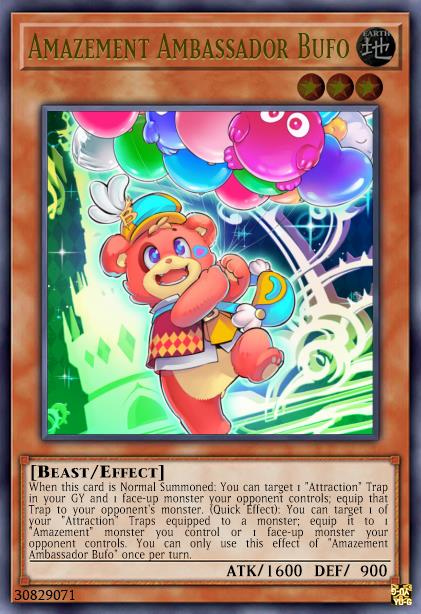 AMAZEMENT AMBASSADOR BUFO
EARTH
地
B
[BEAST/EFFECT]
When this card is Normal Summoned: You can target 1 "Attraction" Trap
in your GY and 1 face-up monster your opponent controls; equip that
Trap to your opponent's monster. (Quick Effect): You can target 1 of
your "Attraction" Traps equipped to a monster; equip it to 1
"Amazement" monster you control or 1 face-up monster your
opponent controls. You can only use this effect of "Amazement
Ambassador Bufo" once per turn.
ATK/1600 DEF/ 900
30829071